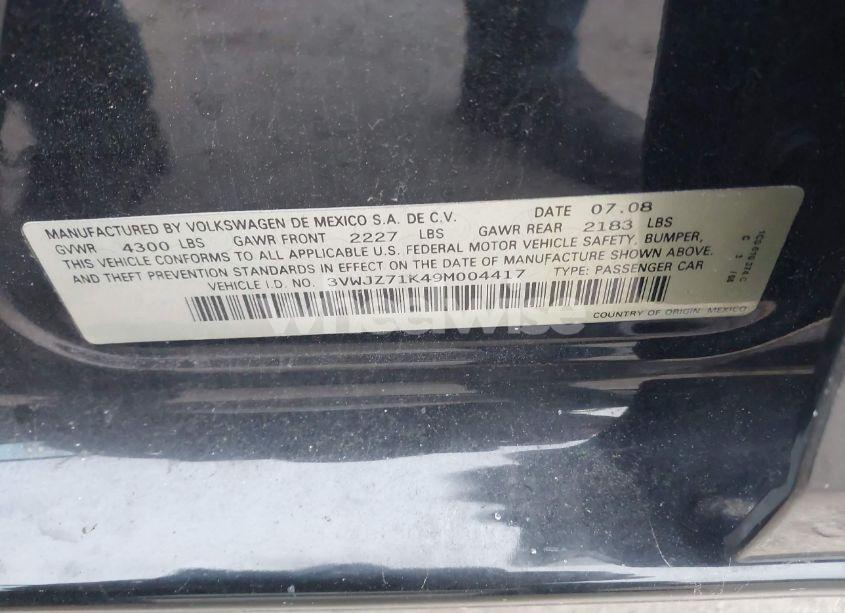 MANUFACTURED BY VOLKSWAGEN DE MEXICO S.A. DE C.V. DATE 07.08
GVWR 4300 LBS GAWR FRONT 2227 LBS GAWR REAR 2183 LBS
THIS VEHICLE CONFORMS TO ALL APPLICABLE U.S. FEDERAL MOTOR VEHICLE SAFETY, BUMPER,
AND THEFT PREVENTION STANDARDS IN EFFECT ON THE DATE OF MANUFACTURE SHOWN ABOVE.
VEHICLE I.D. NO. 3VWJZ71K49M004417 TYPE: PASSENGER CAR
COUNTRY OF ORIGIN: MEXICO
wheelwise